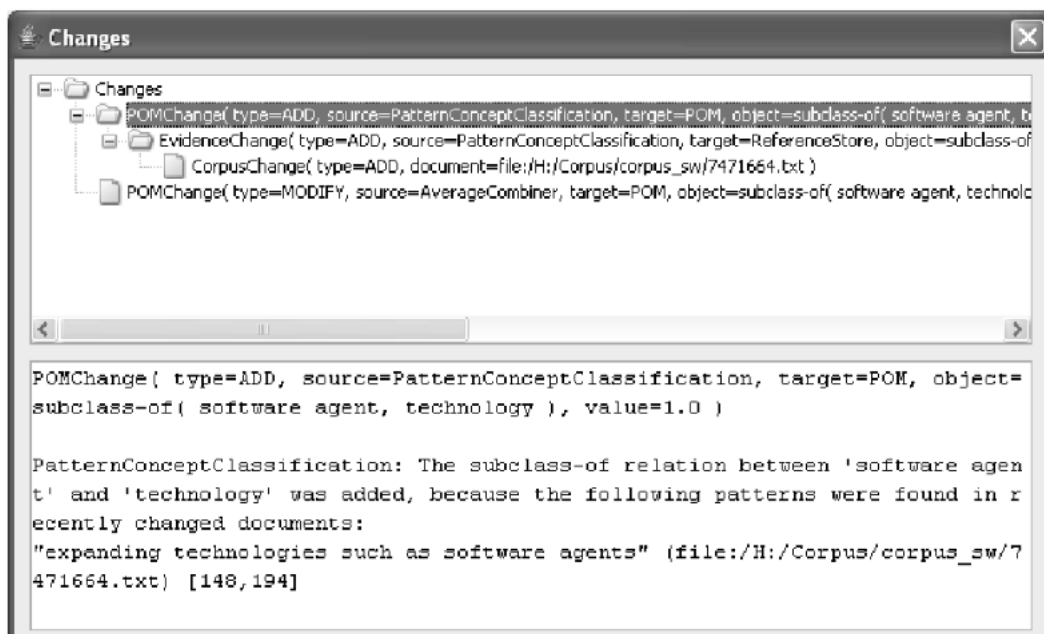 Changes
Changes
POMChange( type=ADD, source=PatternConceptClassification, target=POM, object=subclass-of( software agent, t
EvidenceChange( type=ADD, source=PatternConceptClassification, target=ReferenceStore, object=subclass-of
CorpusChange( type=ADD, document=file:/H:/Corpus/corpus_sw/7471664.txt )
POMChange( type=MODIFY, source=AverageCombiner, target=POM, object=subclass-of( software agent, technolo
POMChange( type=ADD, source=PatternConceptClassification, target=POM, object=
subclass-of( software agent, technology ), value=1.0 )
PatternConceptClassification: The subclass-of relation between 'software agen
t' and 'technology' was added, because the following patterns were found in r
ecently changed documents:
"expanding technologies such as software agents" (file:/H:/Corpus/corpus_sw/7
471664.txt) [148,194]